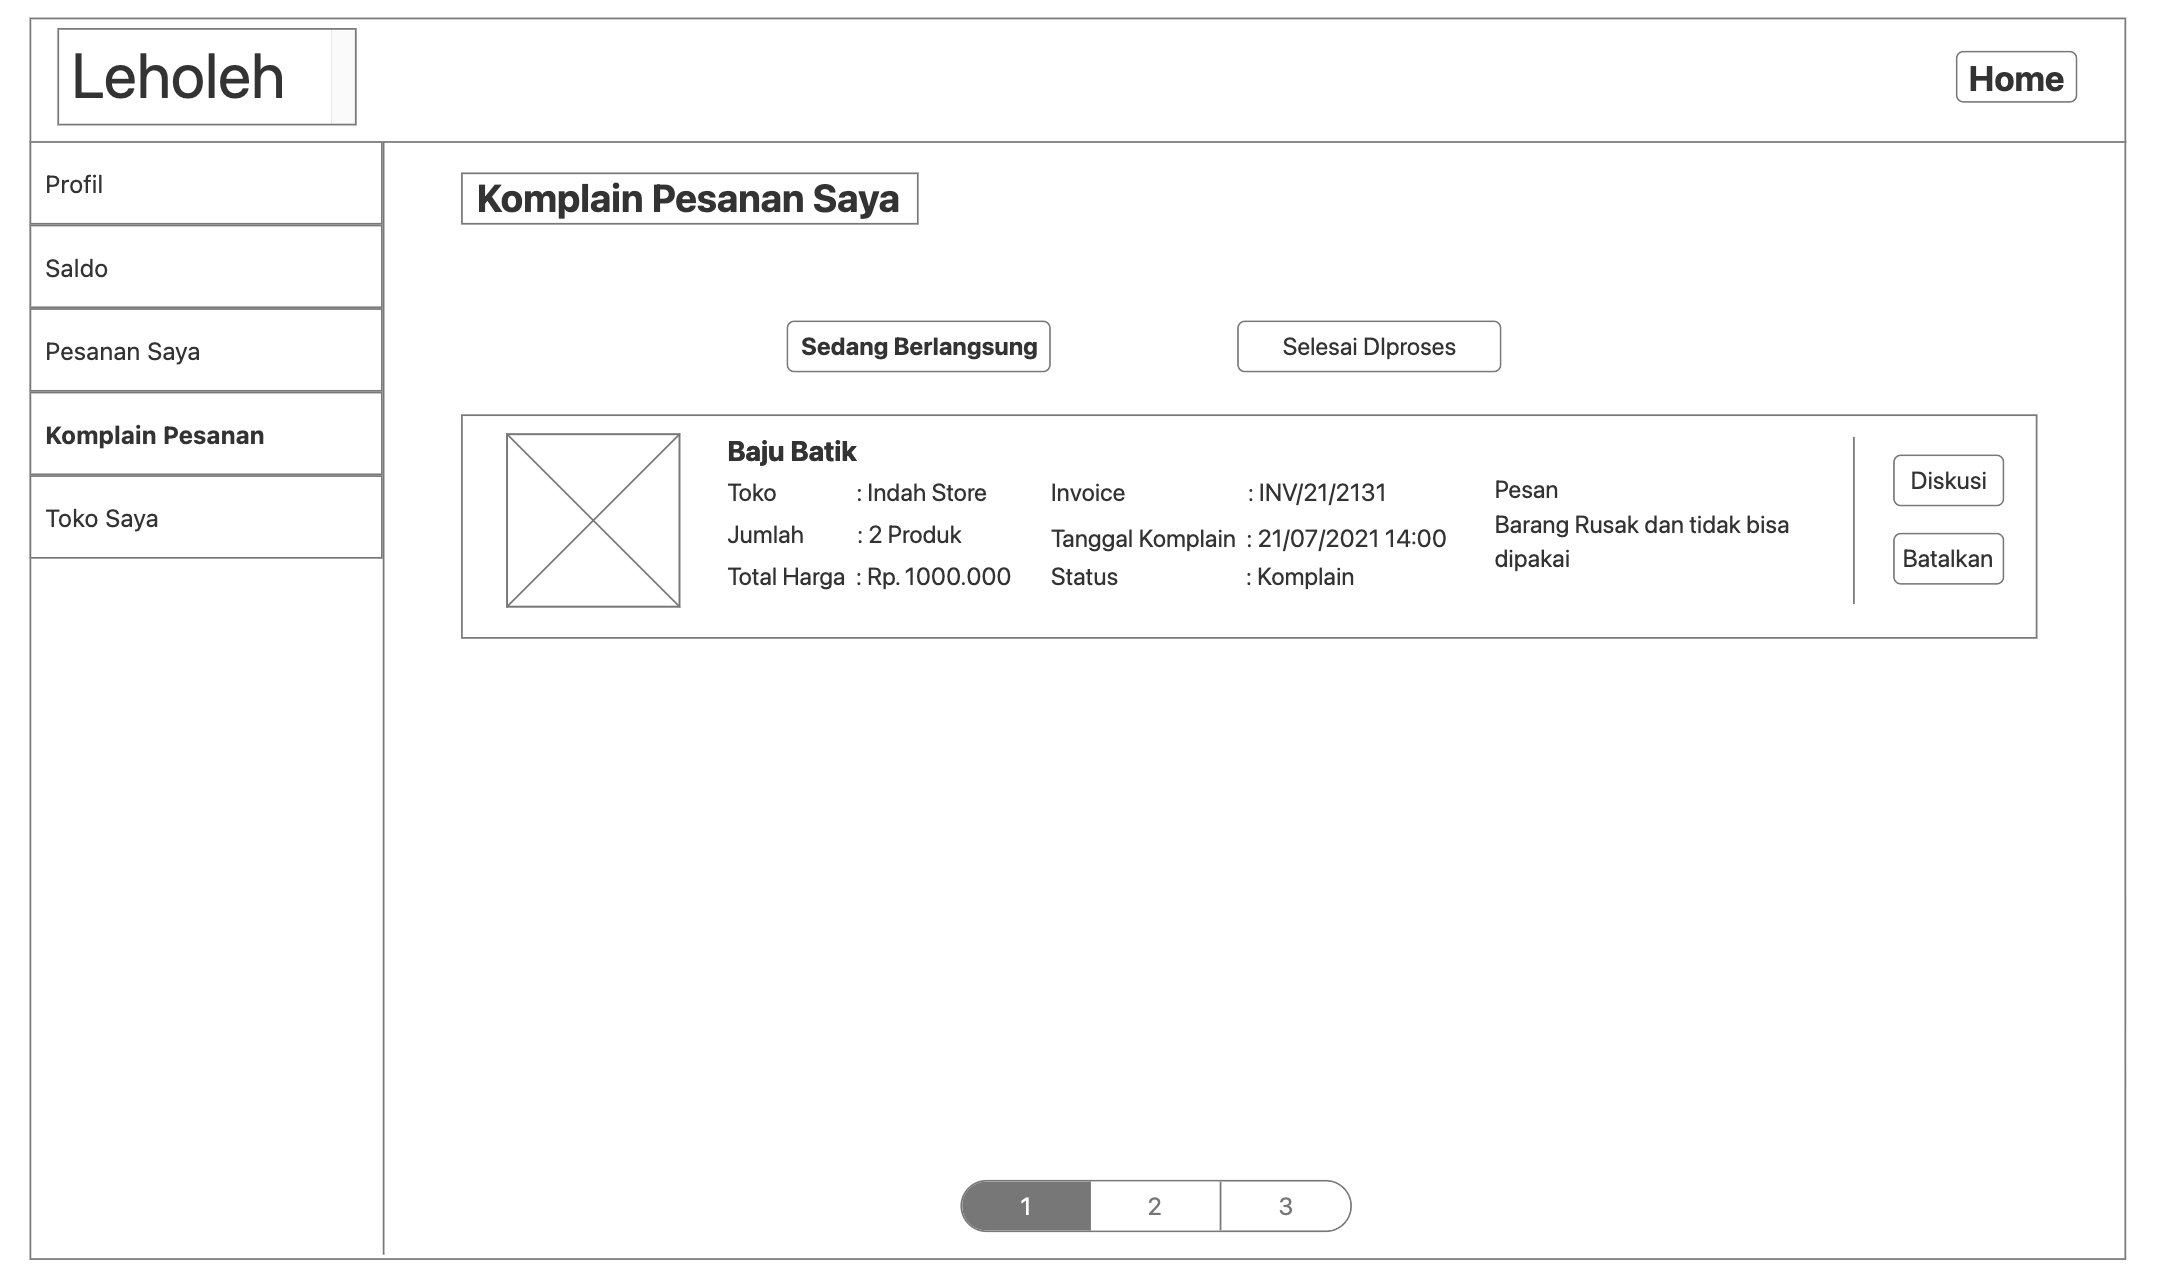 Leholeh
Home
Profil
Saldo
Pesanan Saya
Komplain Pesanan
Toko Saya
Komplain Pesanan Saya
Sedang Berlangsung
Selesai DIproses
Baju Batik
Toko : Indah Store
Jumlah : 2 Produk
Total Harga : Rp. 1000.000
Invoice : INV/21/2131
Tanggal Komplain : 21/07/2021 14:00
Status : Komplain
Pesan
Barang Rusak dan tidak bisa
dipakai
Diskusi
Batalkan
1 2 3